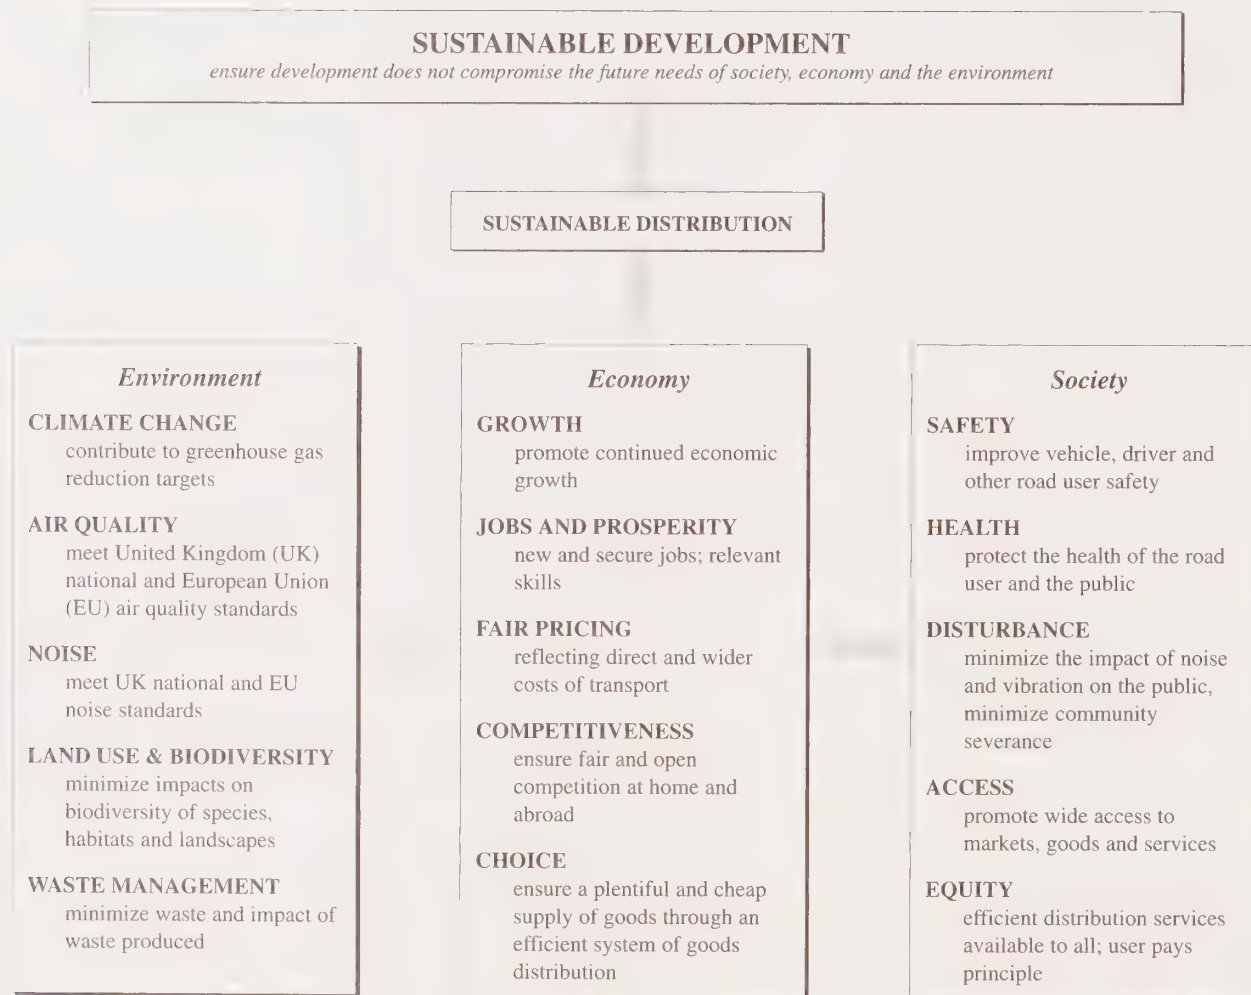 SUSTAINABLE DEVELOPMENT
ensure development does not compromise the future needs of society, economy and the environment
SUSTAINABLE DISTRIBUTION
Environment
CLIMATE CHANGE
contribute to greenhouse gas
reduction targets
AIR QUALITY
meet United Kingdom (UK)
national and European Union
(EU) air quality standards
NOISE
meet UK national and EU
noise standards
LAND USE & BIODIVERSITY
minimize impacts on
biodiversity of species,
habitats and landscapes
WASTE MANAGEMENT
minimize waste and impact of
waste produced
Economy
GROWTH
promote continued economic
growth
JOBS AND PROSPERITY
new and secure jobs; relevant
skills
FAIR PRICING
reflecting direct and wider
costs of transport
COMPETITIVENESS
ensure fair and open
competition at home and
abroad
CHOICE
ensure a plentiful and cheap
supply of goods through an
efficient system of goods
distribution
Society
SAFETY
improve vehicle, driver and
other road user safety
HEALTH
protect the health of the road
user and the public
DISTURBANCE
minimize the impact of noise
and vibration on the public,
minimize community
severance
ACCESS
promote wide access to
markets, goods and services
EQUITY
efficient distribution services
available to all; user pays
principle